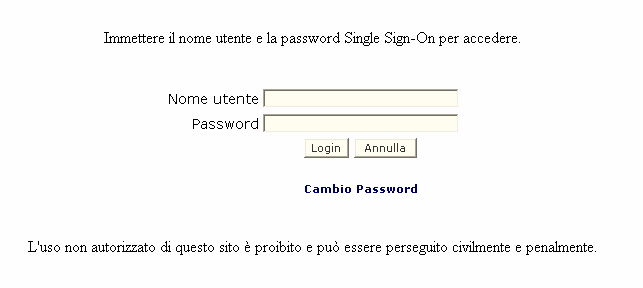 Immettere il nome utente e la password Single Sign-On per accedere.
Nome utente
Password
Login Annulla
Cambio Password
L'uso non autorizzato di questo sito è proibito e può essere perseguito civilmente e penalmente.